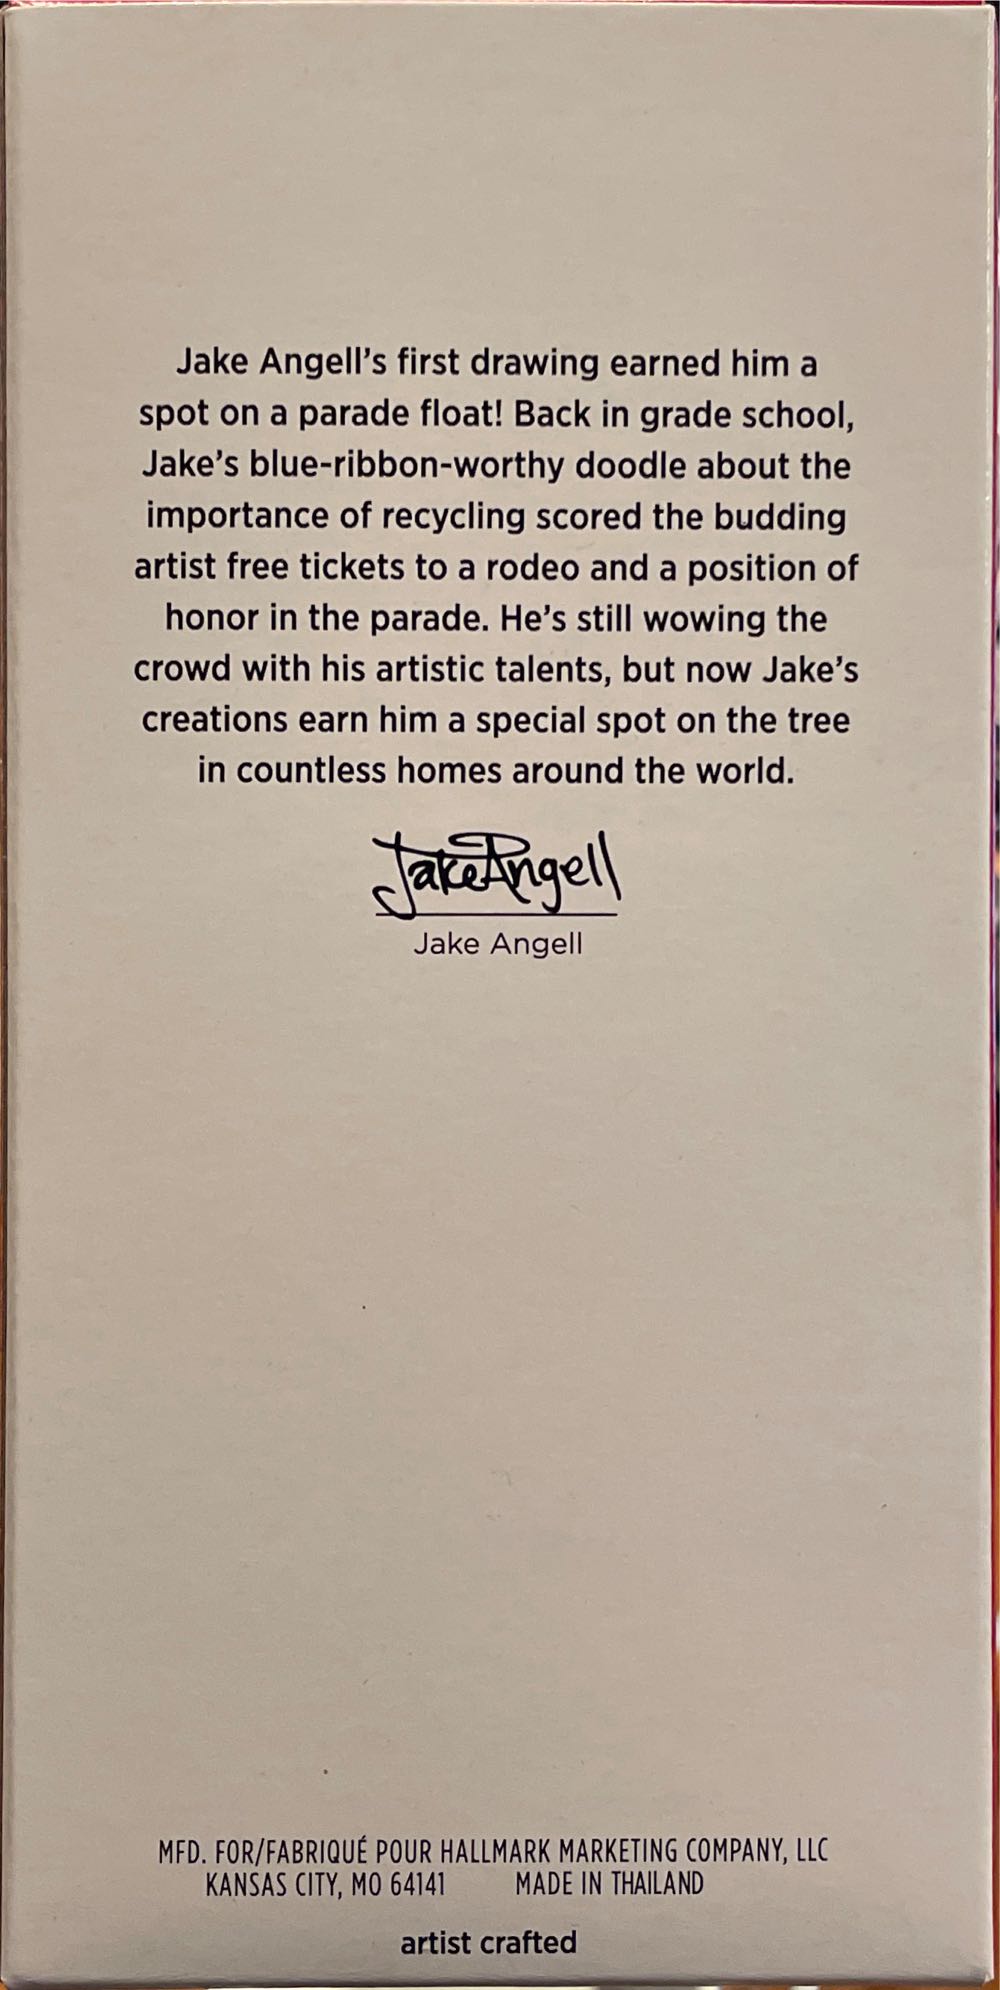 Jake Angell’s first drawing earned him a
spot on a parade float! Back in grade school,
Jake’s blue-ribbon-worthy doodle about the
importance of recycling scored the budding
artist free tickets to a rodeo and a position of
honor in the parade. He’s still wowing the
crowd with his artistic talents, but now Jake’s
creations earn him a special spot on the tree
in countless homes around the world.
Jake Angell
Jake Angell
MFD. FOR/FABRIQUÉ POUR HALLMARK MARKETING COMPANY, LLC
KANSAS CITY, MO 64141 MADE IN THAILAND
artist crafted